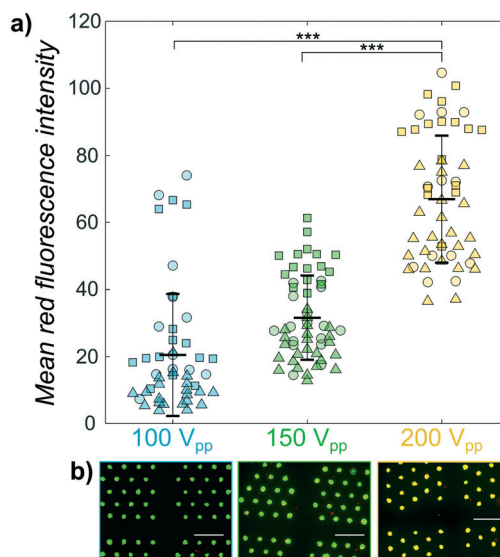 a)
Mean red fluorescence intensity
120
100
80
60
40
20
0
***
***
100 Vpp
150 Vpp
200 Vpp
b)